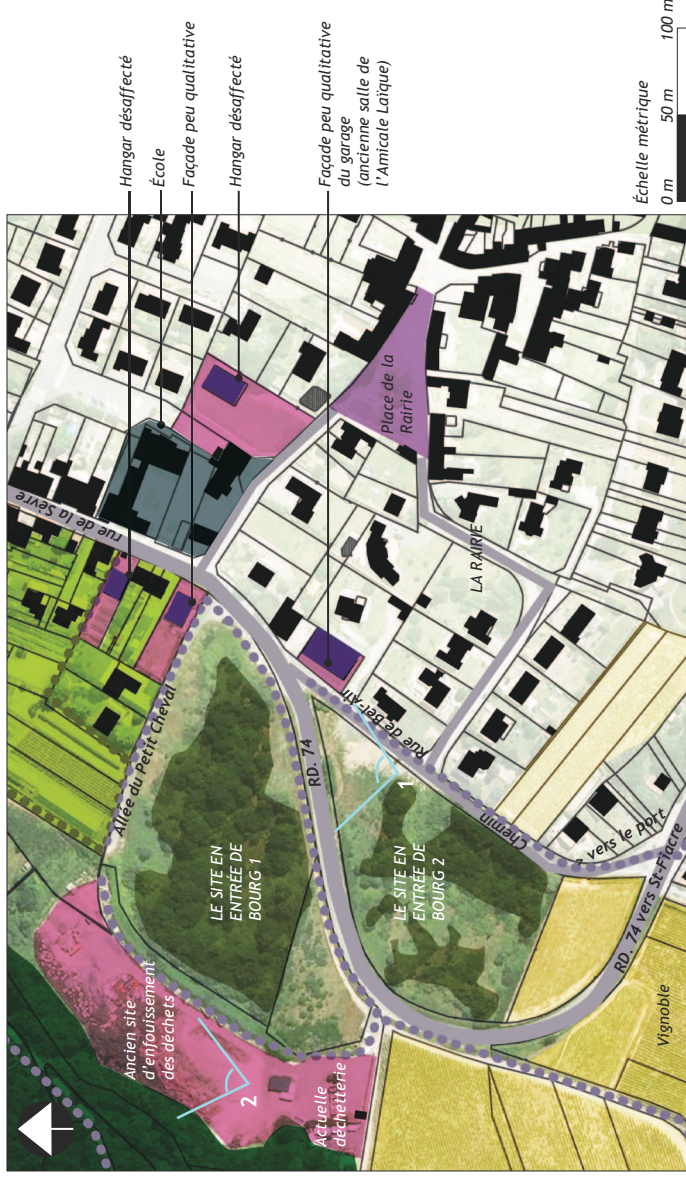 Hangar désaffecté
École
Façade peu qualitative
Hangar désaffecté
Façade peu qualitative
du garage
(ancienne salle de
l'Amicale Laïque)
Échelle métrique
0 m
50 m
100 m
rue de la Sèvre
Place de la
Rairie
LA RAIRIE
Allée du Petit Cheval
RD. 74
Rue de Bel-Air
LE SITE EN
ENTRÉE DE
BOURG 1
LE SITE EN
ENTRÉE DE
BOURG 2
1
Chemin
vers le port
RD. 74 vers St-Fiacre
Vignoble
Ancien site
d'enfouissement
des déchets
2
Actuelle
déchetterie